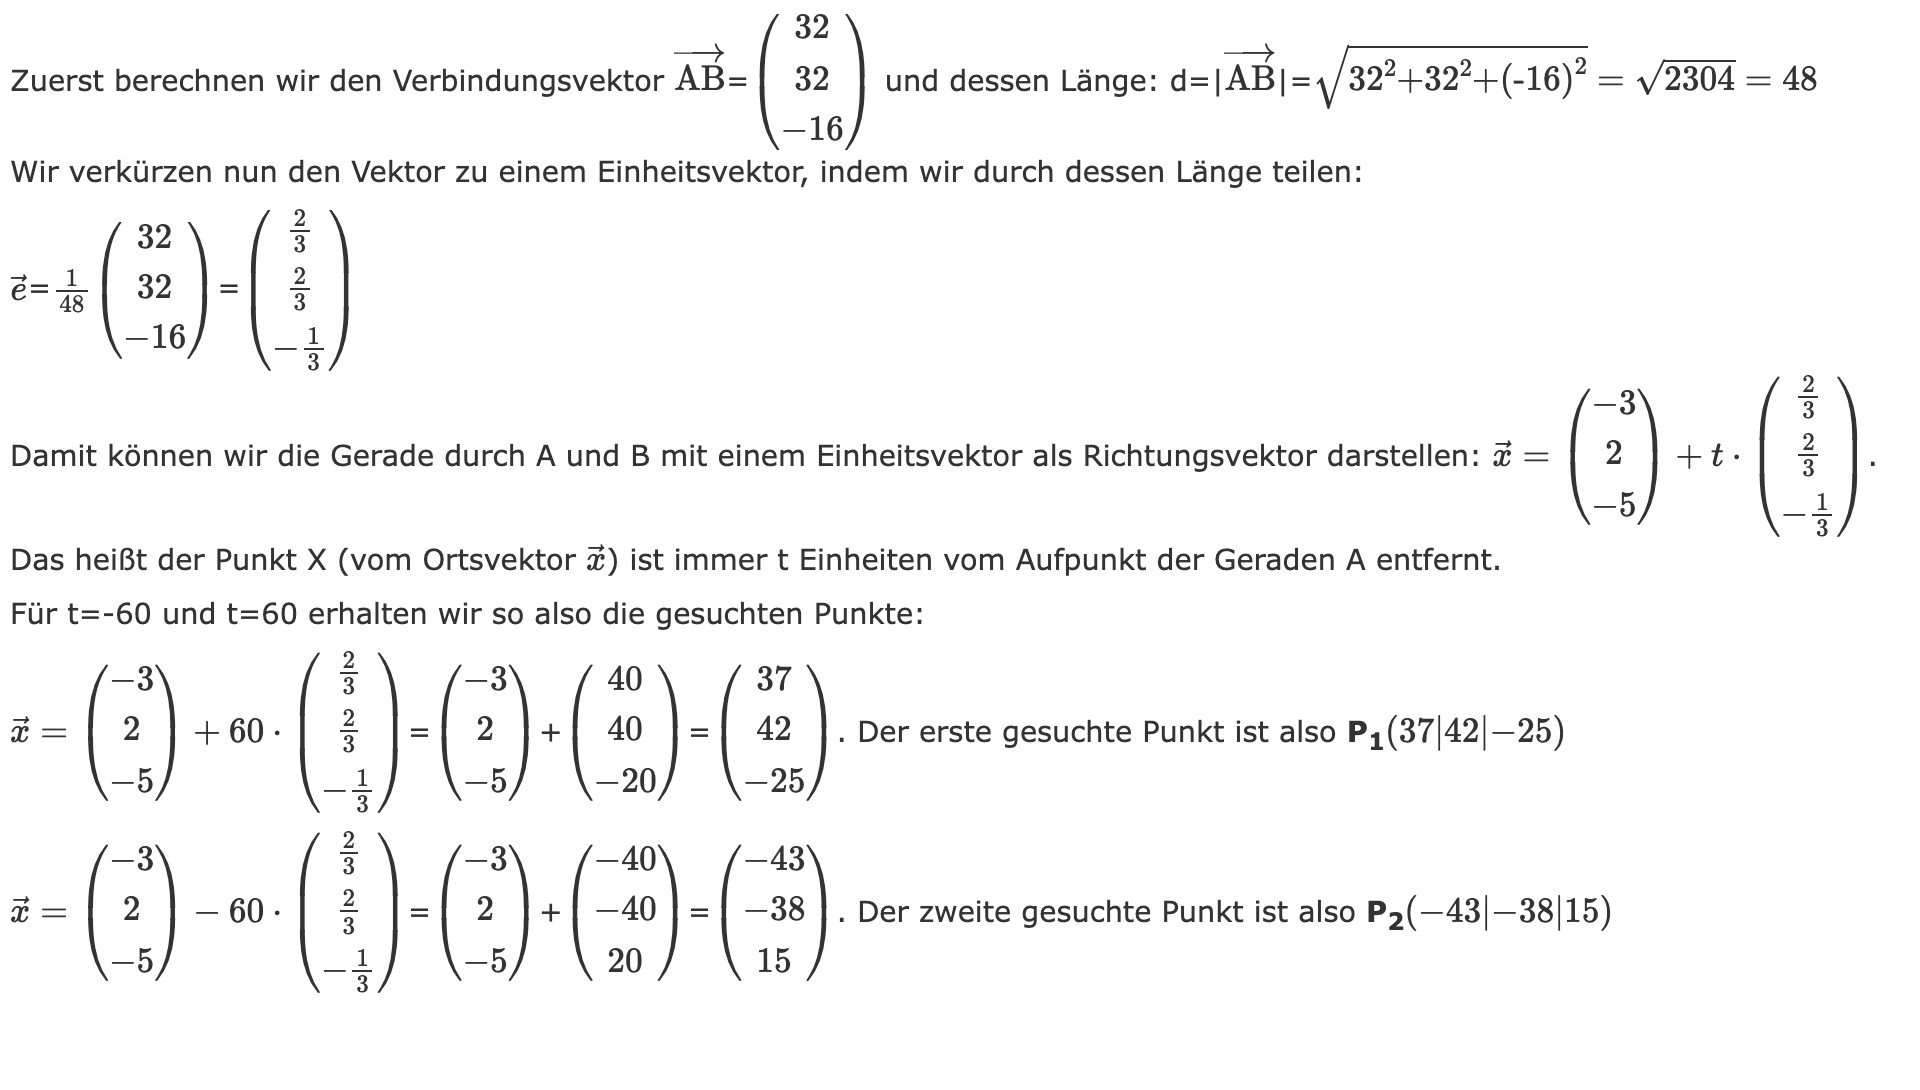 Zuerst berechnen wir den Verbindungsvektor $\overrightarrow{\mathrm{AB}}=\begin{pmatrix}32\\32\\-16\end{pmatrix}$ und dessen Länge: d=|$\overrightarrow{\mathrm{AB}}$|=$\sqrt{32^2+32^2+(-16)^2}=\sqrt{2304}=48$
Wir verkürzen nun den Vektor zu einem Einheitsvektor, indem wir durch dessen Länge teilen:
$\vec{e}=\frac{1}{48}\begin{pmatrix}32\\32\\-16\end{pmatrix}=\begin{pmatrix}\frac{2}{3}\\\frac{2}{3}\\-\frac{1}{3}\end{pmatrix}$
Damit können wir die Gerade durch A und B mit einem Einheitsvektor als Richtungsvektor darstellen: $\vec{x}=\begin{pmatrix}-3\\2\\-5\end{pmatrix}+t\cdot\begin{pmatrix}\frac{2}{3}\\\frac{2}{3}\\-\frac{1}{3}\end{pmatrix}$.
Das heißt der Punkt X (vom Ortsvektor $\vec{x}$) ist immer t Einheiten vom Aufpunkt der Geraden A entfernt.
Für t=-60 und t=60 erhalten wir so also die gesuchten Punkte:
$\vec{x}=\begin{pmatrix}-3\\2\\-5\end{pmatrix}+60\cdot\begin{pmatrix}\frac{2}{3}\\\frac{2}{3}\\-\frac{1}{3}\end{pmatrix}=\begin{pmatrix}-3\\2\\-5\end{pmatrix}+\begin{pmatrix}40\\40\\-20\end{pmatrix}=\begin{pmatrix}37\\42\\-25\end{pmatrix}$. Der erste gesuchte Punkt ist also $\mathbf{P_1}(37|42|-25)$
$\vec{x}=\begin{pmatrix}-3\\2\\-5\end{pmatrix}-60\cdot\begin{pmatrix}\frac{2}{3}\\\frac{2}{3}\\-\frac{1}{3}\end{pmatrix}=\begin{pmatrix}-3\\2\\-5\end{pmatrix}+\begin{pmatrix}-40\\-40\\20\end{pmatrix}=\begin{pmatrix}-43\\-38\\15\end{pmatrix}$. Der zweite gesuchte Punkt ist also $\mathbf{P_2}(-43|-38|15)$